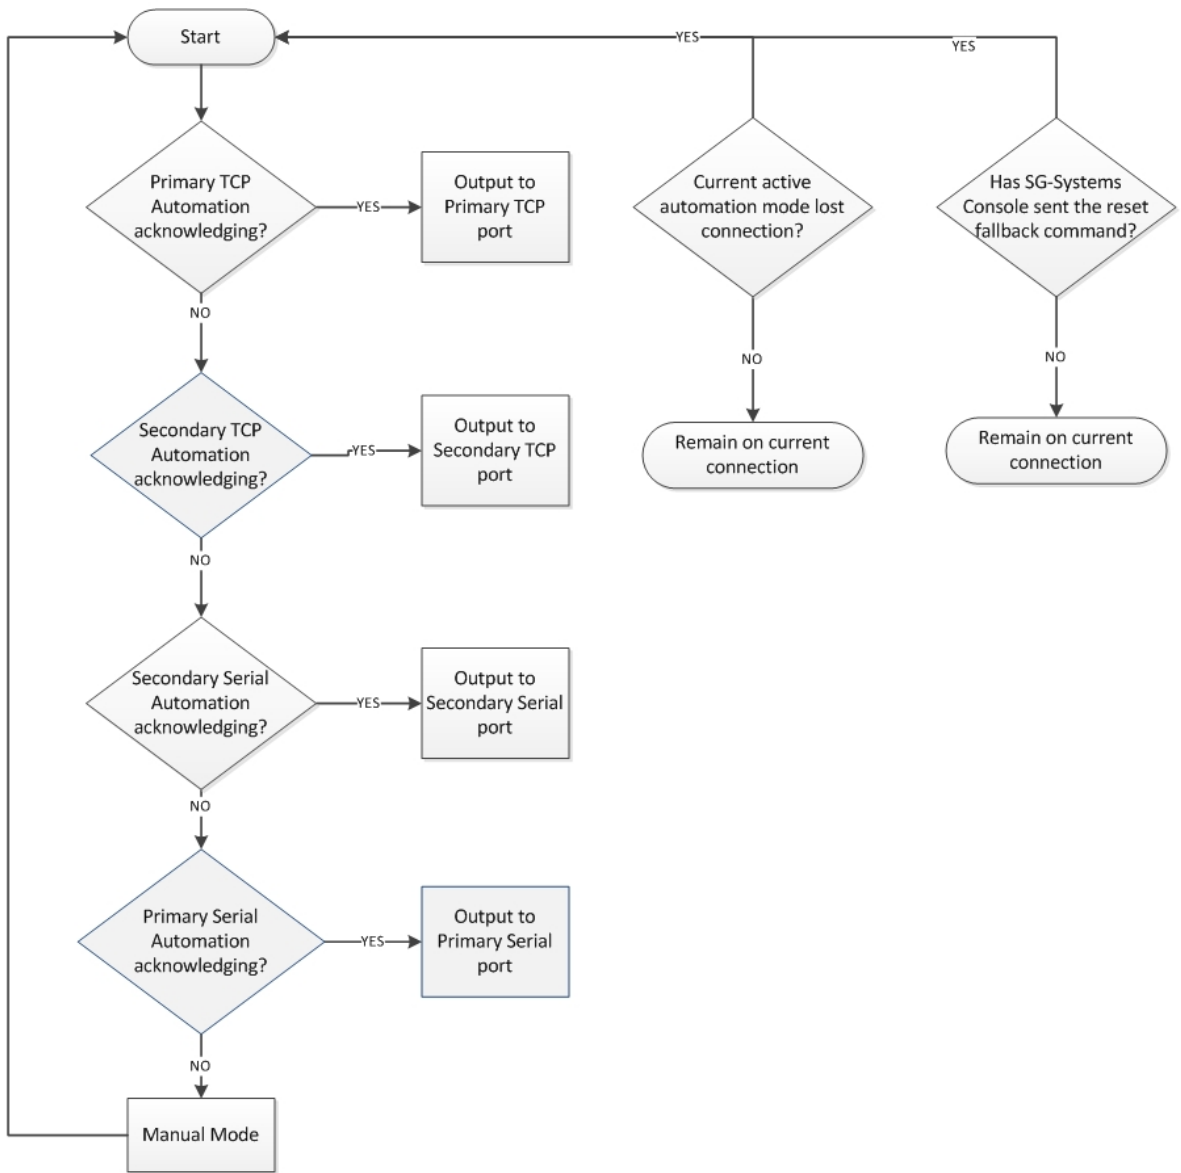 Start
YES
YES
Primary TCP
Automation
acknowledging?
YES
Output to
Primary TCP
port
Current active
automation mode lost
connection?
Has SG-Systems
Console sent the reset
fallback command?
NO
NO
NO
Secondary TCP
Automation
acknowledging?
YES
Output to
Secondary TCP
port
Remain on current
connection
Remain on current
connection
NO
Secondary Serial
Automation
acknowledging?
YES
Output to
Secondary Serial
port
NO
Primary Serial
Automation
acknowledging?
YES
Output to
Primary Serial
port
NO
Manual Mode